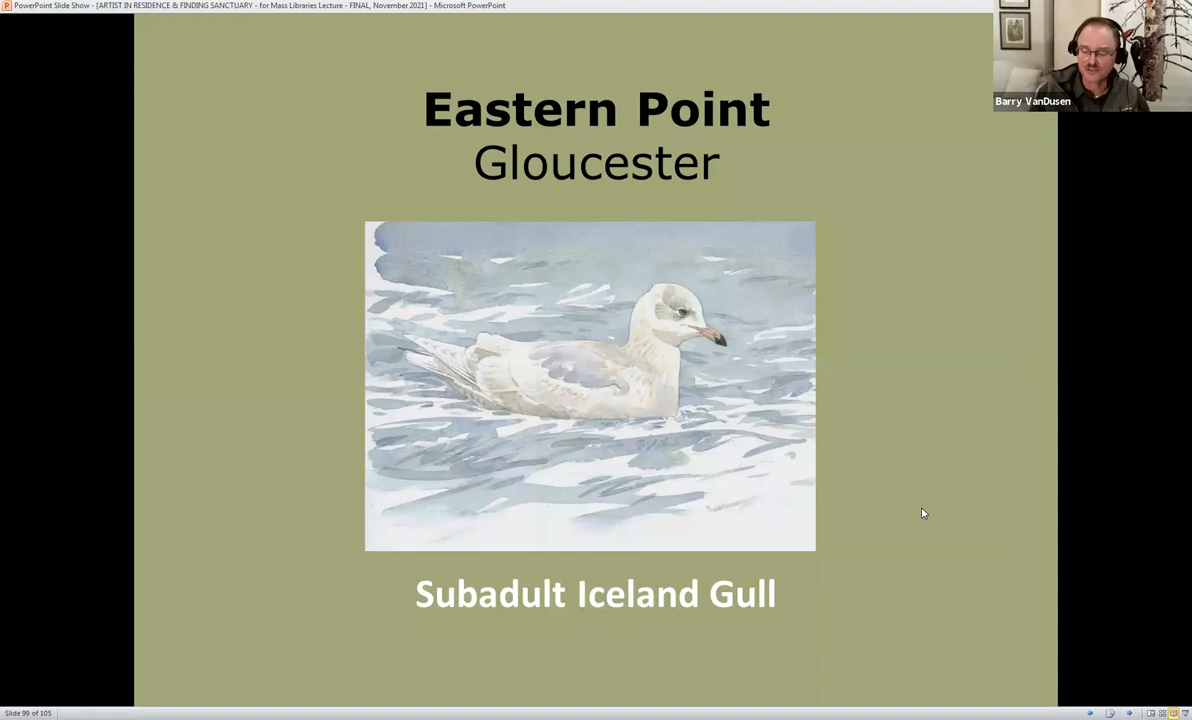 PowerPoint Slide Show - [ARTIST IN RESIDENCE & FINDING SANCTUARY - for Mass Libraries Lecture - FINAL, November 2021] - Microsoft PowerPoint
Barry VanDusen
Eastern Point
Gloucester
Subadult Iceland Gull
Slide 99 of 105